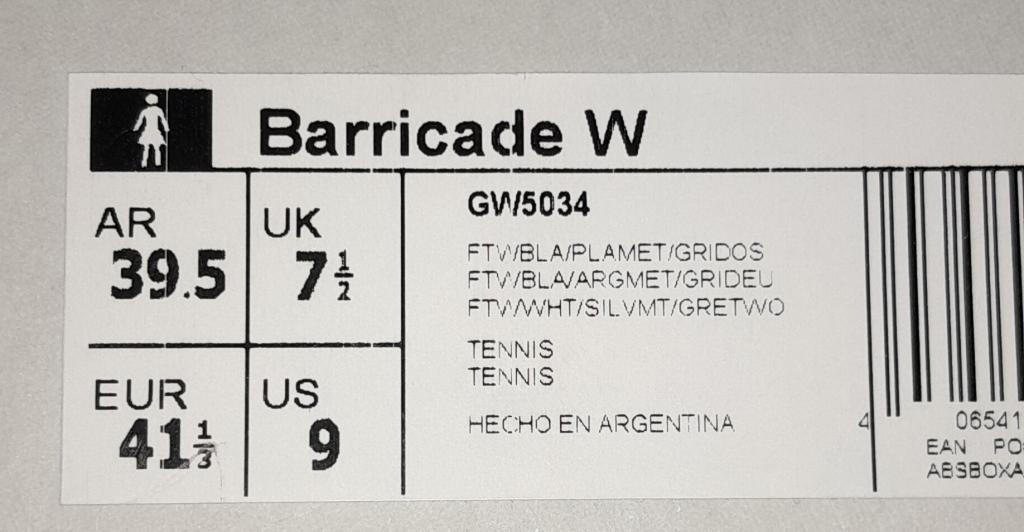 Barricade W
AR
39.5
UK
7½
EUR
41⅓
US
9
GW5034
FTW/BLA/PLAMET/GRIDOS
FTW/BLA/ARGMET/GRIDEU
FTW/WHT/SILVMT/GRETWO
TENNIS
TENNIS
HECHO EN ARGENTINA
4 06541
EAN PO
ABSBOXA